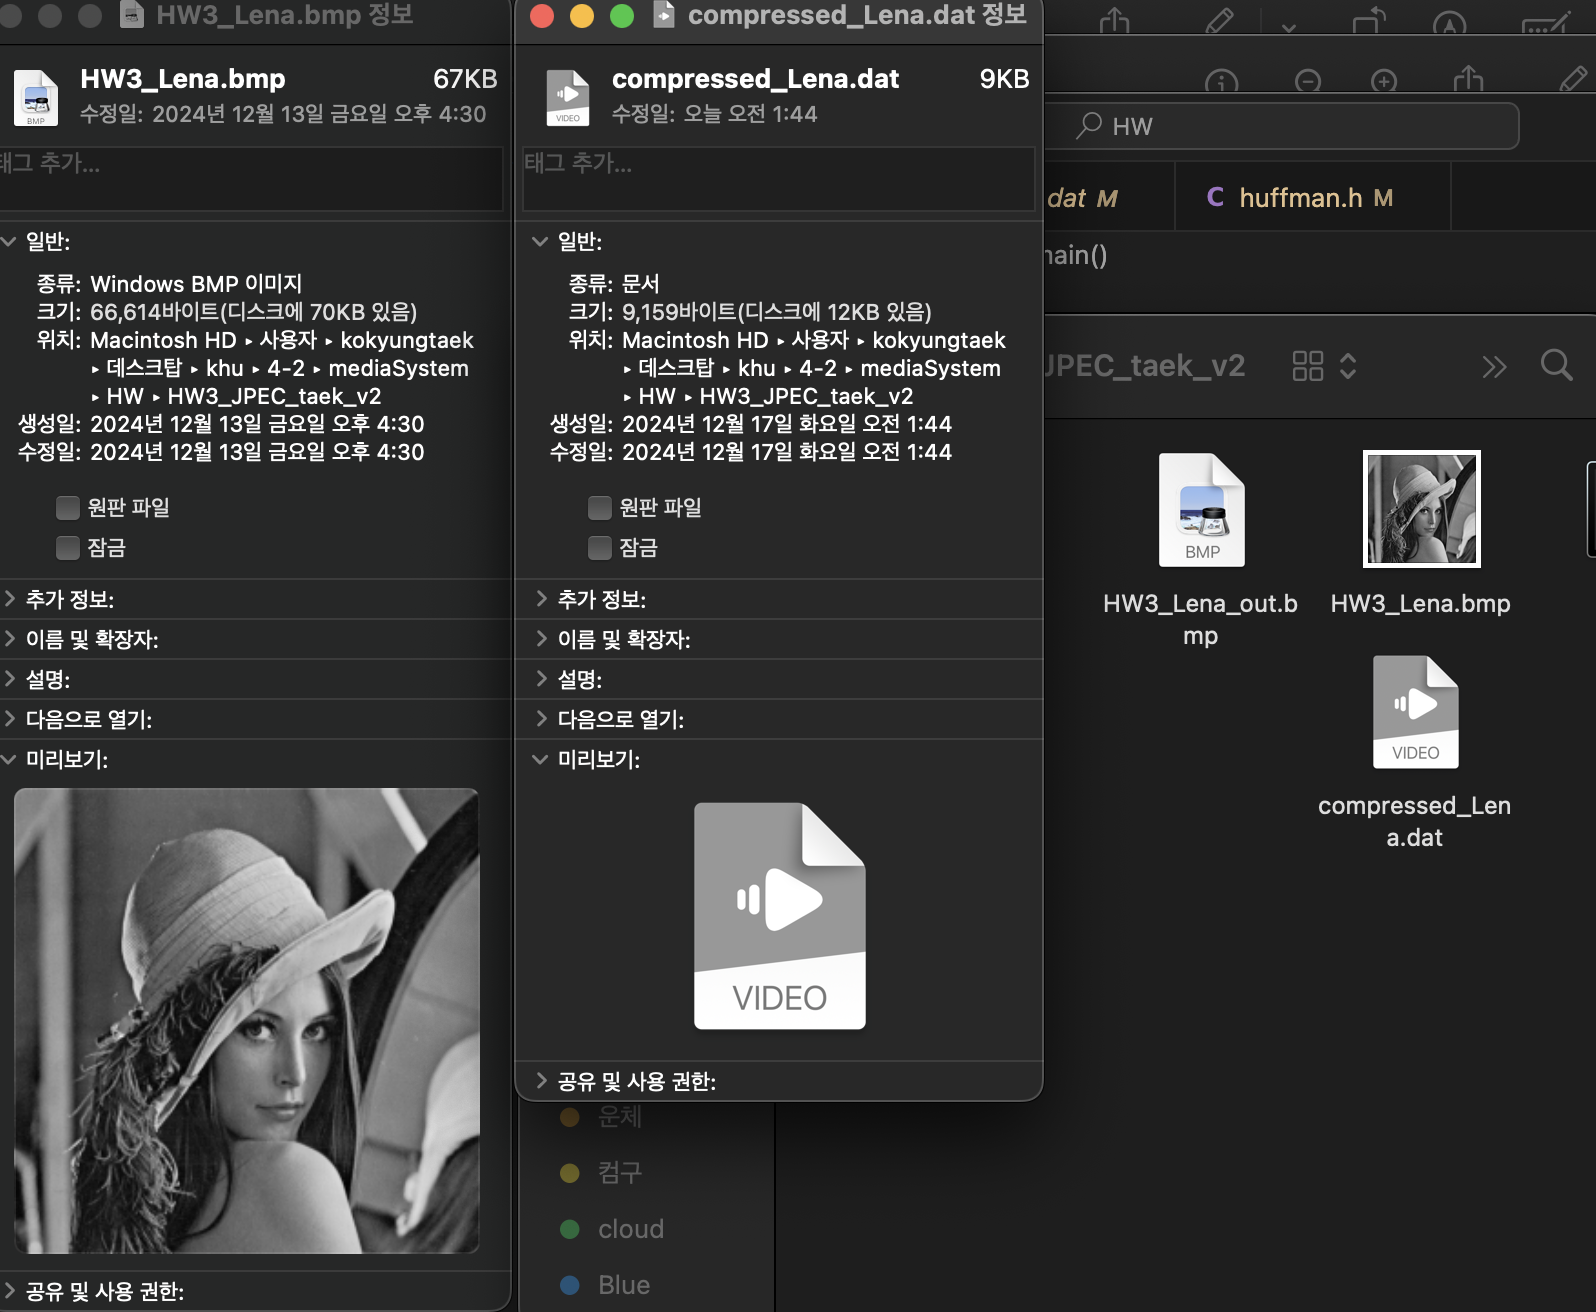 HW3_Lena.bmp 정보
HW3_Lena.bmp 67KB
수정일: 2024년 12월 13일 금요일 오후 4:30
태그 추가...
일반:
종류: Windows BMP 이미지
크기: 66,614바이트(디스크에 70KB 있음)
위치: Macintosh HD ▸ 사용자 ▸ kokyungtaek
▸ 데스크탑 ▸ khu ▸ 4-2 ▸ mediaSystem
▸ HW ▸ HW3_JPEC_taek_v2
생성일: 2024년 12월 13일 금요일 오후 4:30
수정일: 2024년 12월 13일 금요일 오후 4:30
원판 파일
잠금
추가 정보:
이름 및 확장자:
설명:
다음으로 열기:
미리보기:
공유 및 사용 권한:
compressed_Lena.dat 정보
compressed_Lena.dat 9KB
VIDEO
수정일: 오늘 오전 1:44
태그 추가...
일반:
종류: 문서
크기: 9,159바이트(디스크에 12KB 있음)
위치: Macintosh HD ▸ 사용자 ▸ kokyungtaek
▸ 데스크탑 ▸ khu ▸ 4-2 ▸ mediaSystem
▸ HW ▸ HW3_JPEC_taek_v2
생성일: 2024년 12월 17일 화요일 오전 1:44
수정일: 2024년 12월 17일 화요일 오전 1:44
원판 파일
잠금
추가 정보:
이름 및 확장자:
설명:
다음으로 열기:
미리보기:
VIDEO
공유 및 사용 권한:
운체
컴구
cloud
Blue
HW
dat M
C huffman.h M
main()
JPEC_taek_v2
BMP
HW3_Lena_out.b
mp
HW3_Lena.bmp
VIDEO
compressed_Len
a.dat